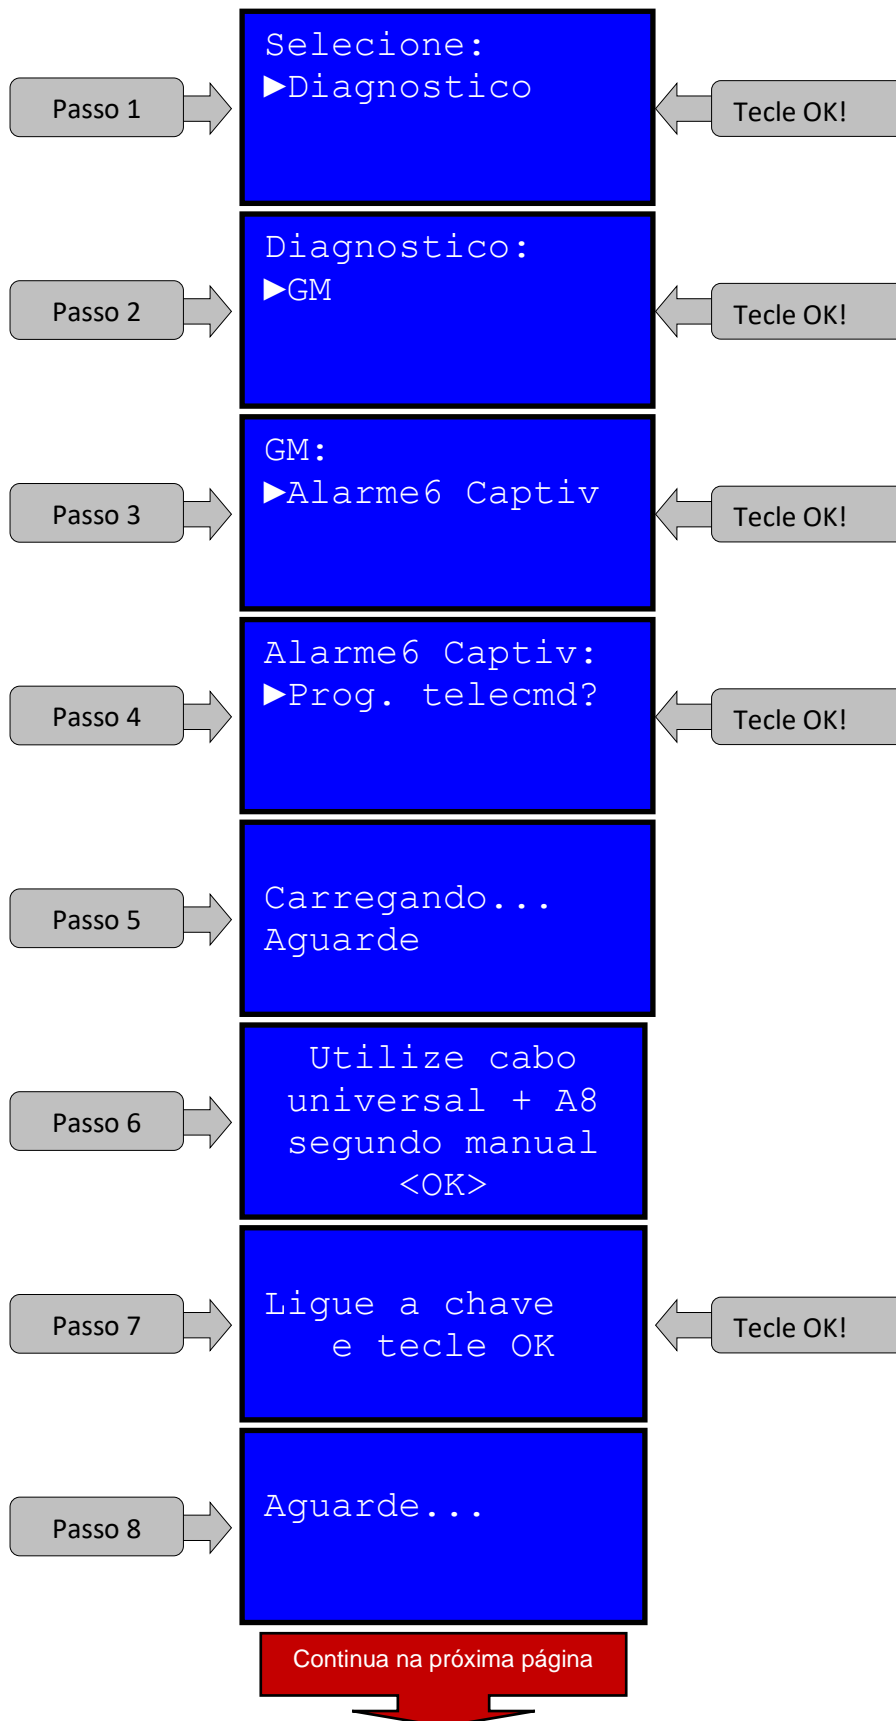 Selecione:
►Diagnostico
Passo 1
Tecle OK!
Diagnostico:
►GM
Passo 2
Tecle OK!
GM:
►Alarme6 Captiv
Passo 3
Tecle OK!
Alarme6 Captiv:
►Prog. telecmd?
Passo 4
Tecle OK!
Carregando...
Aguarde
Passo 5
Utilize cabo
universal + A8
segundo manual
<OK>
Passo 6
Ligue a chave
e tecle OK
Passo 7
Tecle OK!
Aguarde...
Passo 8
Continua na próxima página